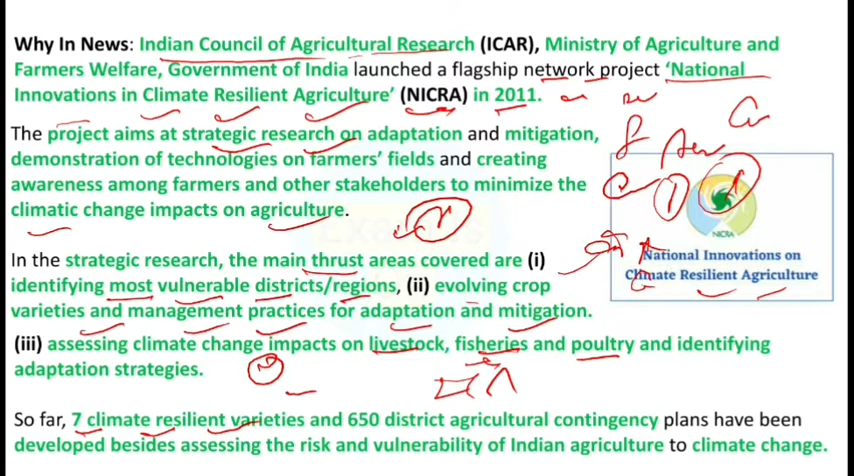 Why In News: Indian Council of Agricultural Research (ICAR), Ministry of Agriculture and
Farmers Welfare, Government of India launched a flagship network project ‘National
Innovations in Climate Resilient Agriculture’ (NICRA) in 2011.
The project aims at strategic research on adaptation and mitigation,
demonstration of technologies on farmers’ fields and creating
awareness among farmers and other stakeholders to minimize the
climatic change impacts on agriculture.
In the strategic research, the main thrust areas covered are (i)
identifying most vulnerable districts/regions, (ii) evolving crop
varieties and management practices for adaptation and mitigation.
(iii) assessing climate change impacts on livestock, fisheries and poultry and identifying
adaptation strategies.
So far, 7 climate resilient varieties and 650 district agricultural contingency plans have been
developed besides assessing the risk and vulnerability of Indian agriculture to climate change.
NICRA
National Innovations on
Climate Resilient Agriculture